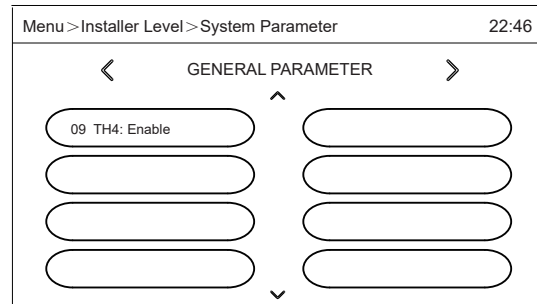 Menu＞Installer Level＞System Parameter 22:46
GENERAL PARAMETER
09 TH4: Enable